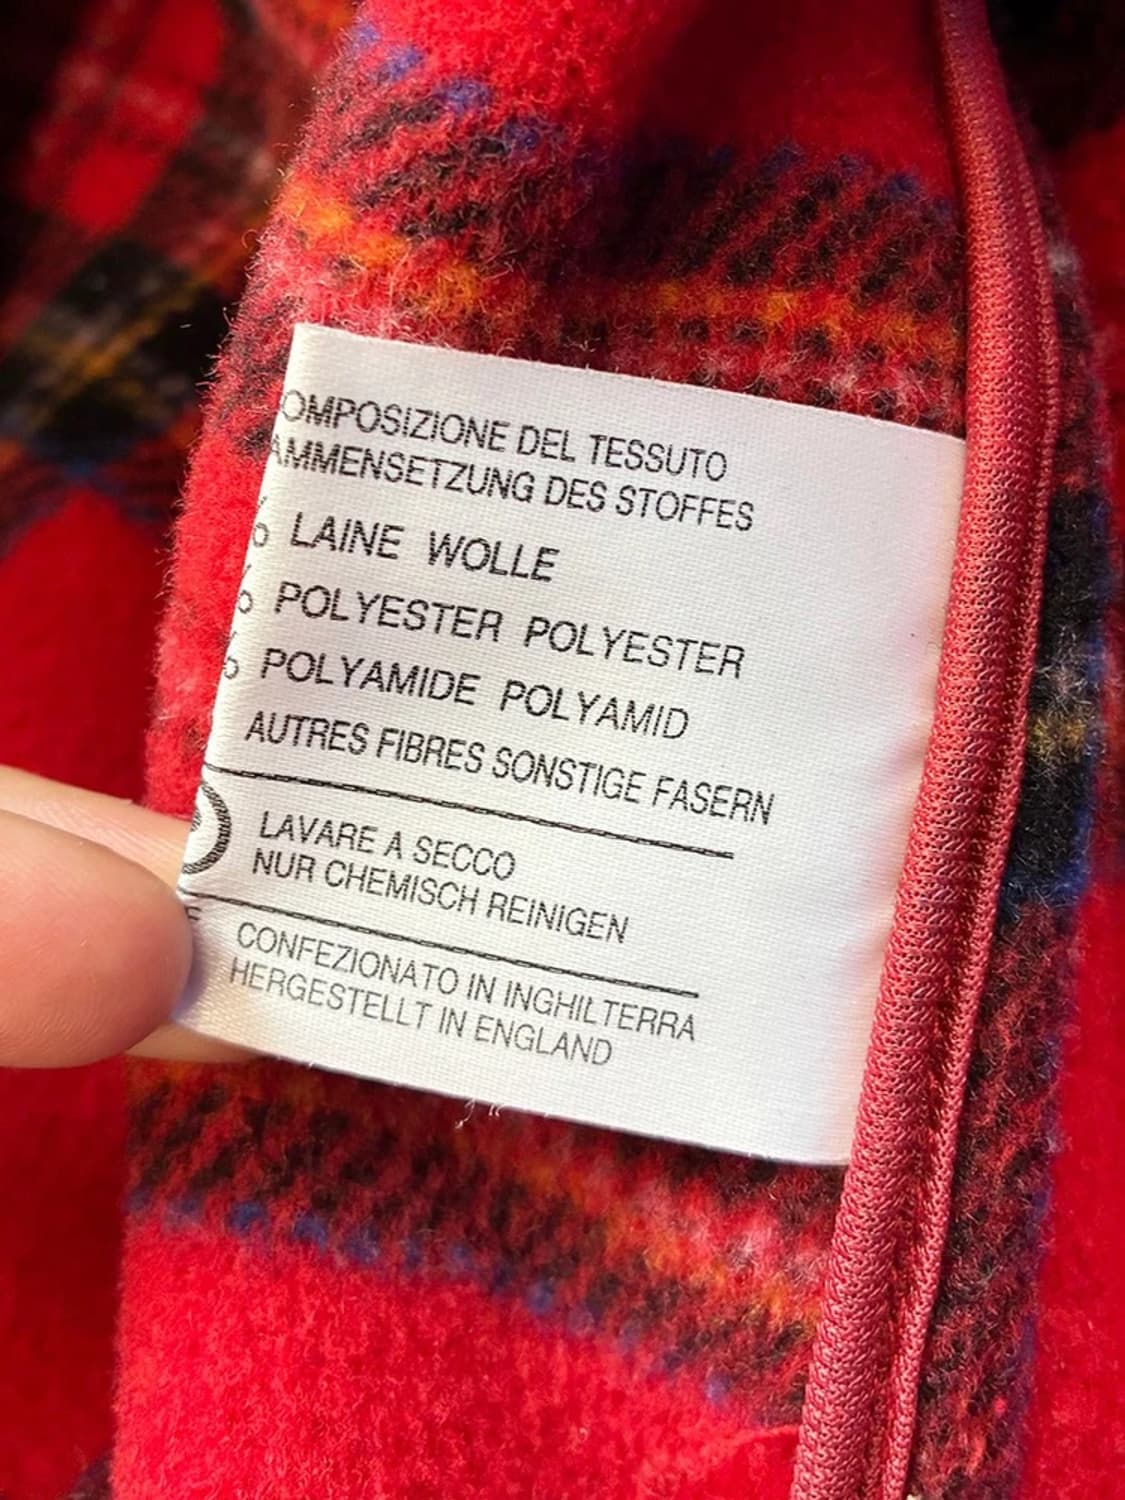 OMPOSIZIONE DEL TESSUTO
AMMENSETZUNG DES STOFFES
% LAINE WOLLE
% POLYESTER POLYESTER
% POLYAMIDE POLYAMID
AUTRES FIBRES SONSTIGE FASERN
LAVARE A SECCO
NUR CHEMISCH REINIGEN
CONFEZIONATO IN INGHILTERRA
HERGESTELLT IN ENGLAND